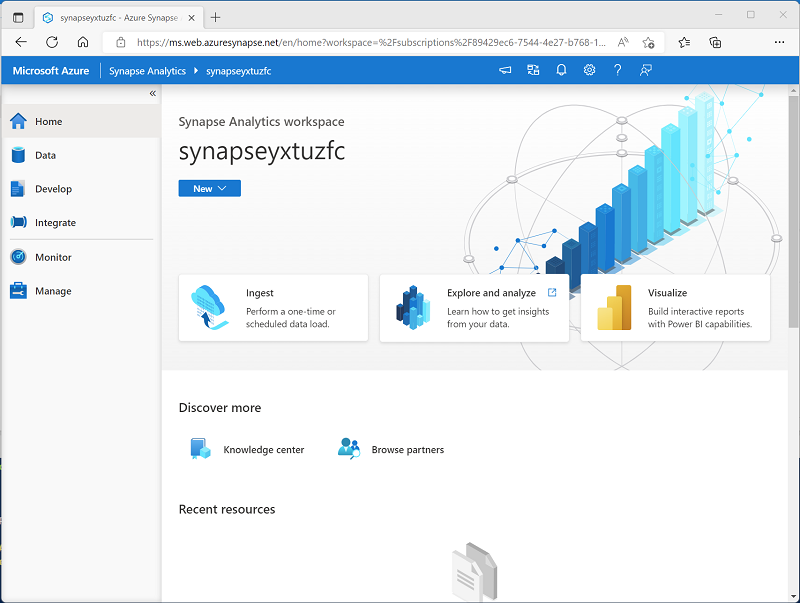 synapseyxtuzfc - Azure Synapse
https://ms.web.azuresynapse.net/en/home?workspace=%2Fsubscriptions%2F89429ec6-7544-4e27-b768-1...
Microsoft Azure
Synapse Analytics
synapseyxtuzfc
Home
Data
Develop
Integrate
Monitor
Manage
Synapse Analytics workspace
synapseyxtuzfc
New
Ingest
Perform a one-time or
scheduled data load.
Explore and analyze
Learn how to get insights
from your data.
Visualize
Build interactive reports
with Power BI capabilities.
Discover more
Knowledge center
Browse partners
Recent resources